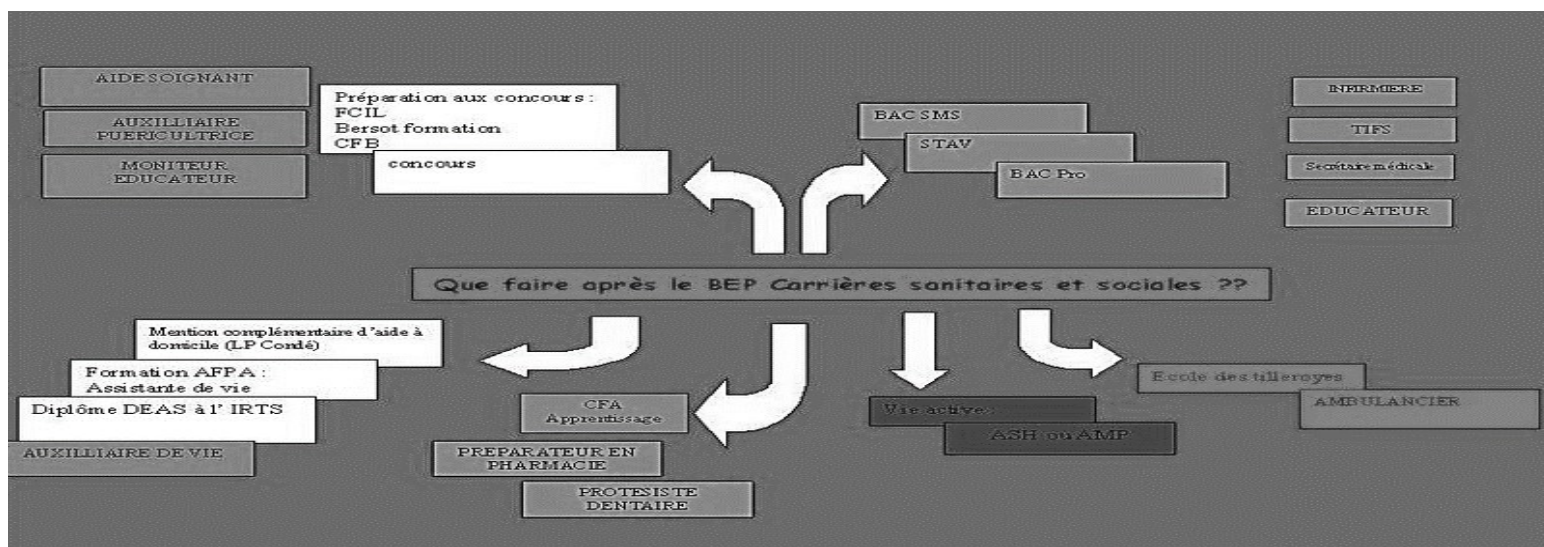 AIDE SOIGNANT
AUXILLIAIRE
PUERICULTRICE
MONITEUR
EDUCATEUR
Préparation aux concours :
FCIL
Bersot formation
CFB
concours
BAC SMS
STAV
BAC Pro
INFIRMIERE
TIFS
Secrétaire médicale
EDUCATEUR
Que faire après le BEP Carrières sanitaires et sociales ??
Mention complémentaire d'aide à
domicile (LP Condé)
Formation AFPA :
Assistante de vie
Diplôme DEAS à l' IRTS
AUXILLIAIRE DE VIE
CFA
Apprentissage
PREPARATEUR EN
PHARMACIE
PROTESISTE
DENTAIRE
Vie active :
ASH ou AMP
Ecole des tilleroyes
AMBULANCIER